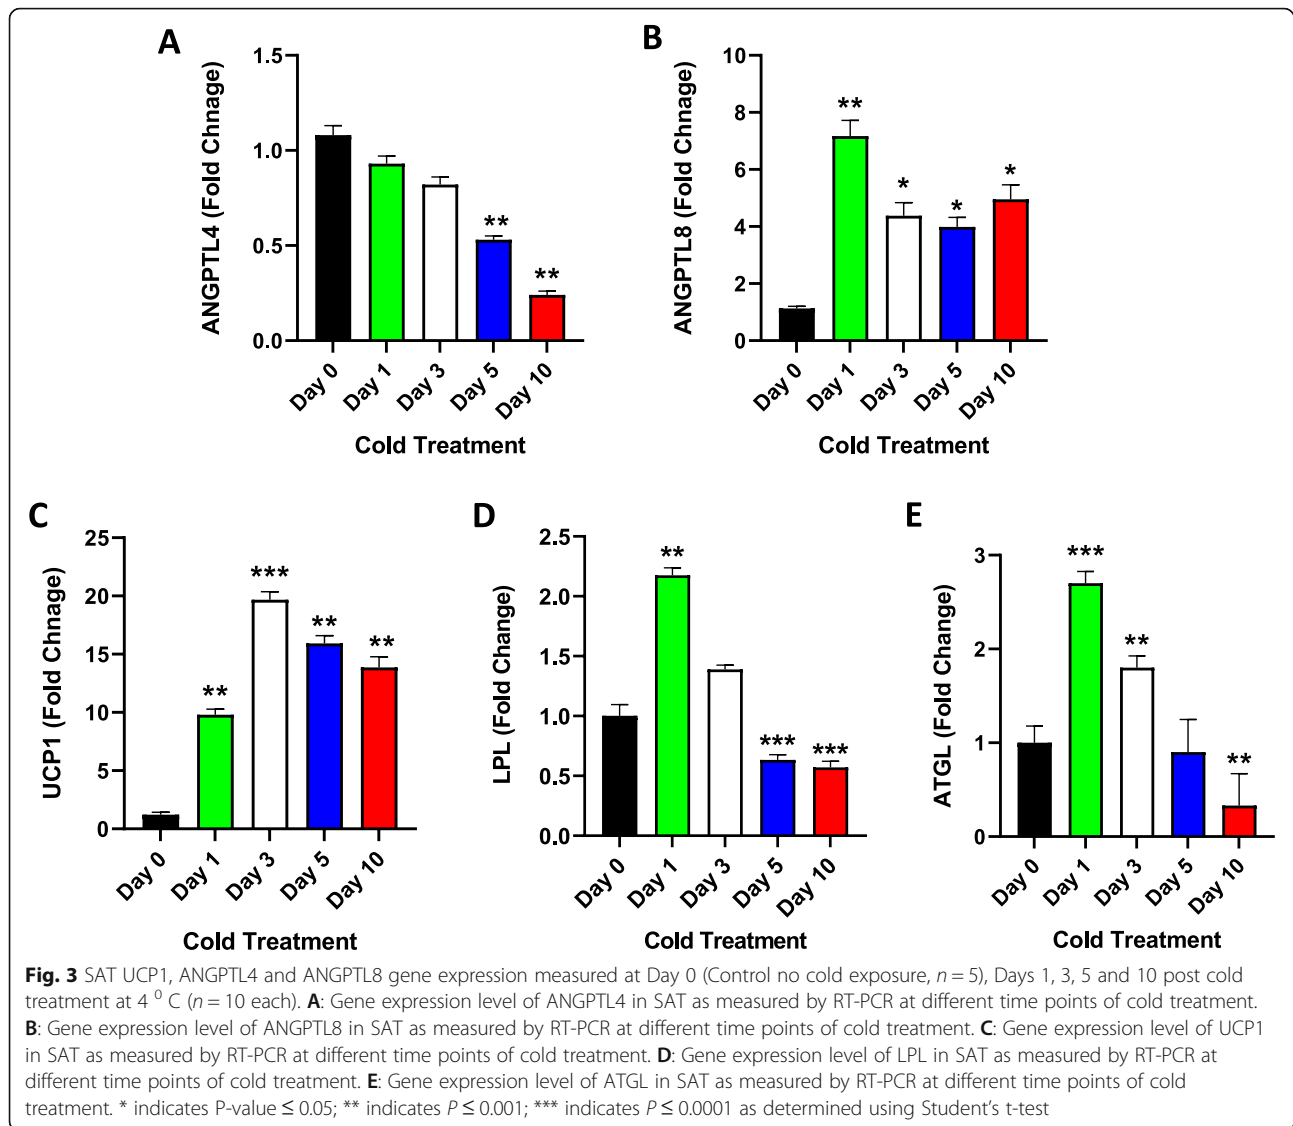 A
ANGPTL4 (Fold Chnage)
1.5
1.0
0.5
0.0
**
**
Day 0
Day 1
Day 3
Day 5
Day 10
Cold Treatment
B
ANGPTL8 (Fold Chnage)
10
8
6
4
2
0
**
*
*
*
Day 0
Day 1
Day 3
Day 5
Day 10
Cold Treatment
C
UCP1 (Fold Chnage)
25
20
15
10
5
0
**
***
**
**
Day 0
Day 1
Day 3
Day 5
Day 10
Cold Treatment
D
LPL (Fold Change)
2.5
2.0
1.5
1.0
0.5
0.0
**
***
***
Day 0
Day 1
Day 3
Day 5
Day 10
Cold Treatment
E
ATGL (Fold Change)
3
2
1
0
***
**
**
Day 0
Day 1
Day 3
Day 5
Day 10
Cold Treatment
Fig. 3 SAT UCP1, ANGPTL4 and ANGPTL8 gene expression measured at Day 0 (Control no cold exposure, n = 5), Days 1, 3, 5 and 10 post cold
treatment at 4 ⁰ C (n = 10 each). A: Gene expression level of ANGPTL4 in SAT as measured by RT-PCR at different time points of cold treatment.
B: Gene expression level of ANGPTL8 in SAT as measured by RT-PCR at different time points of cold treatment. C: Gene expression level of UCP1
in SAT as measured by RT-PCR at different time points of cold treatment. D: Gene expression level of LPL in SAT as measured by RT-PCR at
different time points of cold treatment. E: Gene expression level of ATGL in SAT as measured by RT-PCR at different time points of cold
treatment. * indicates P-value ≤ 0.05; ** indicates P ≤ 0.001; *** indicates P ≤ 0.0001 as determined using Student's t-test